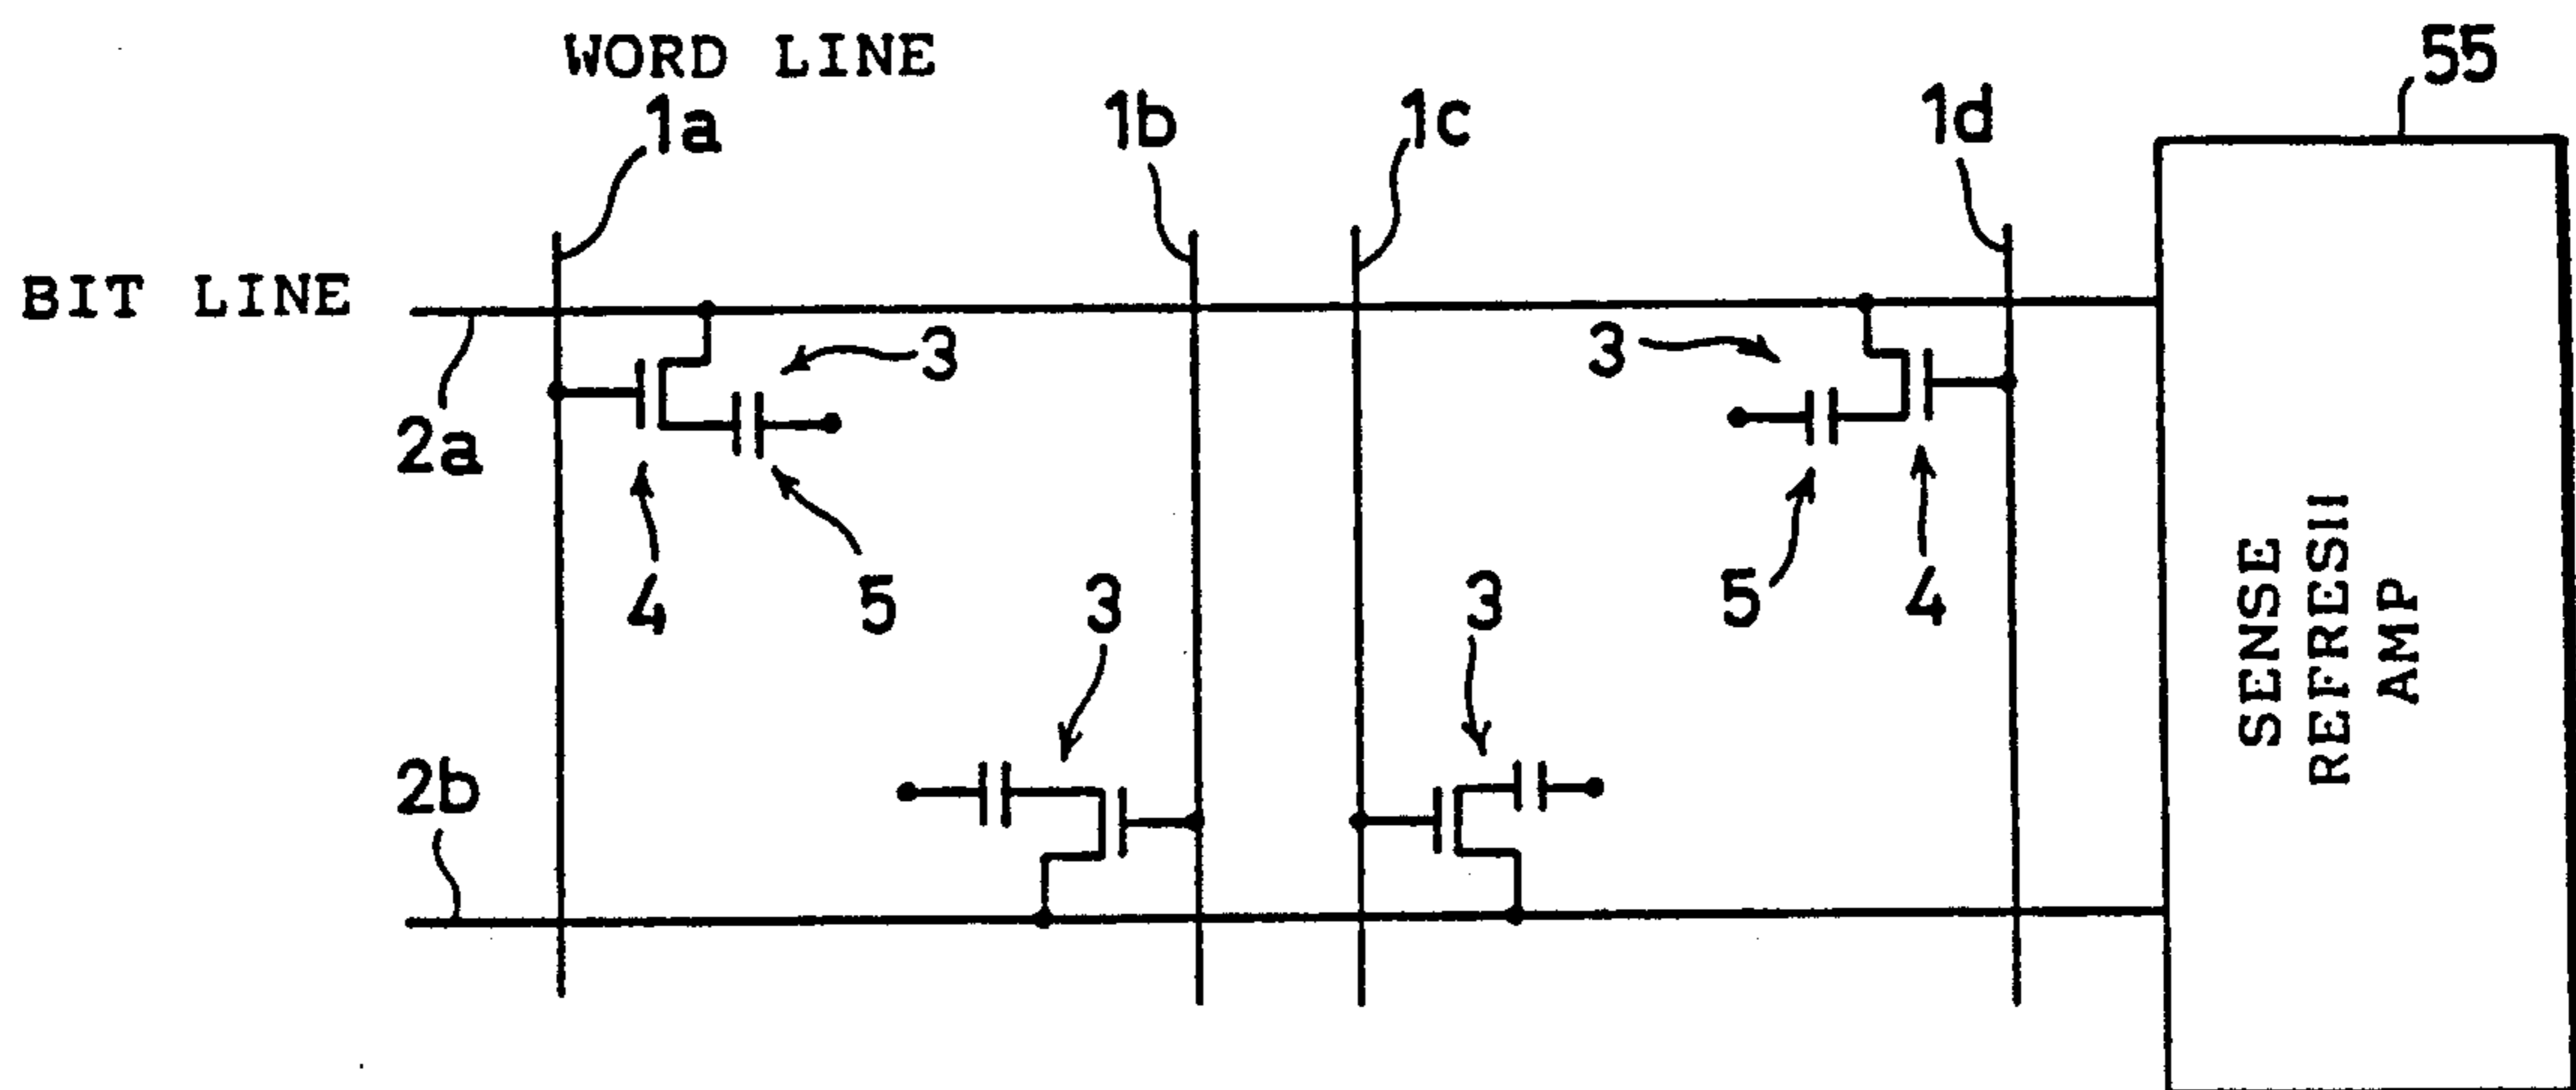 WORD LINE
55
1a
1b
1c
1d
BIT LINE
2a
3
3
4
5
5
4
3
3
2b
SENSE
REFRESH
AMP